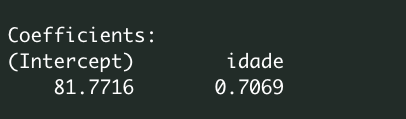 Coefficients:
(Intercept) idade
81.7716 0.7069